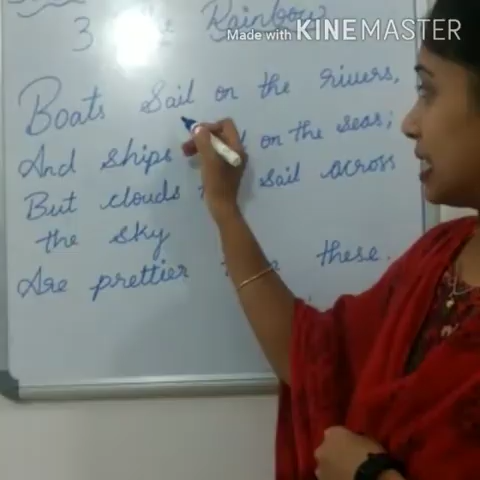 3 Rainbow
Made with KINEMASTER
Boats Sail on the rivers,
And ships on the seas;
But clouds sail across
the sky
Are prettier these.